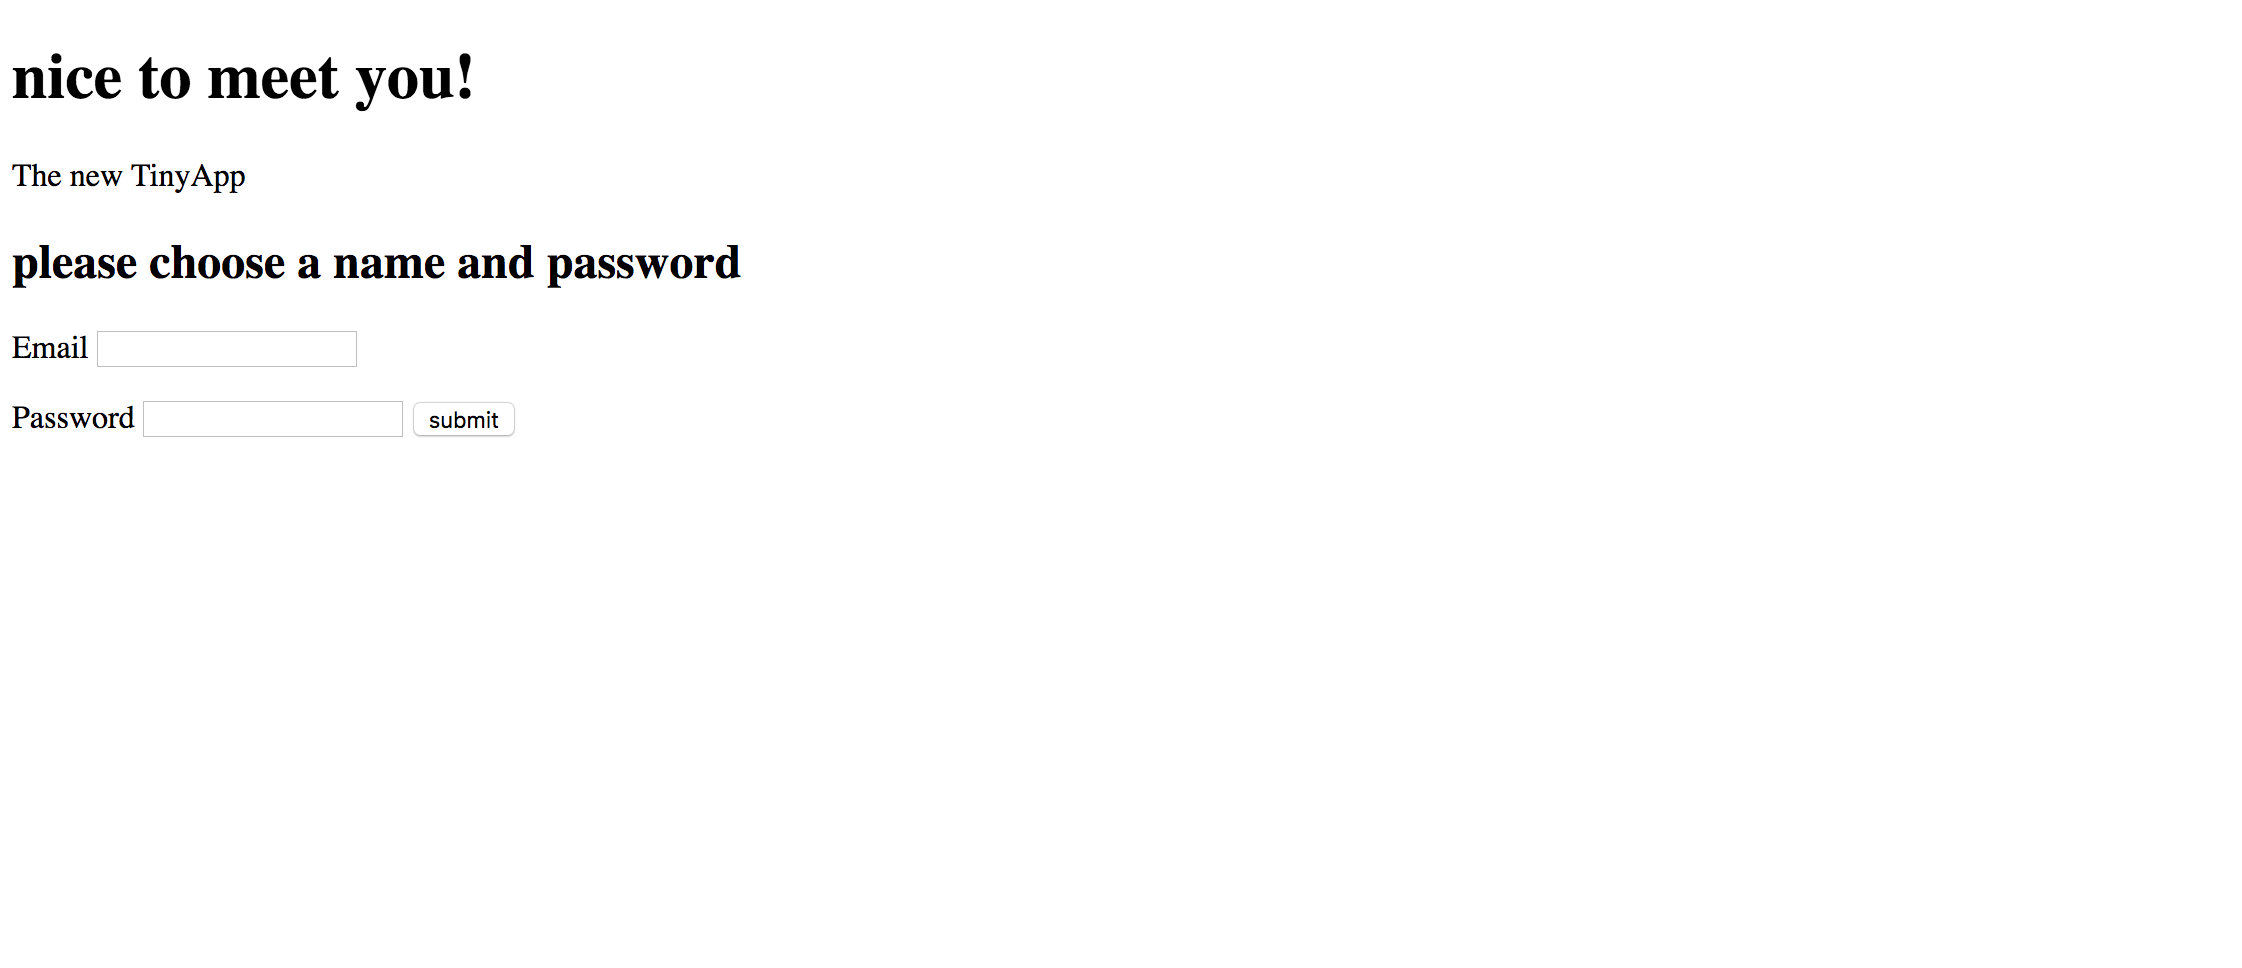 nice to meet you!
The new TinyApp
please choose a name and password
Email
Password submit